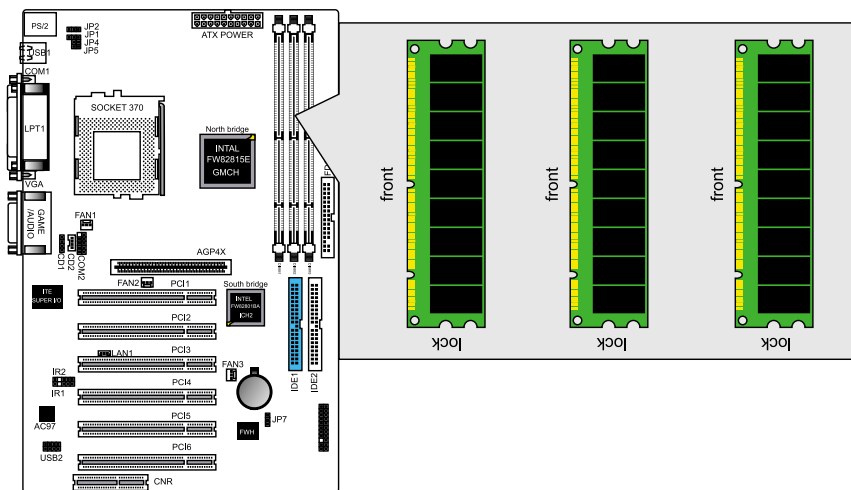 PS/2
JP2
JP1
JP4
JP5
ATX POWER
USB1
COM1
SOCKET 370
LPT1
North bridge
INTAL
FW82815E
GMCH
VGA
GAME
/AUDIO
FAN1
CD1
CD2
COM2
AGP4X
FAN2
PCI1
South bridge
INTEL
FW82801BA
ICH2
ITE
SUPER I/O
PCI2
LAN1
PCI3
FAN3
IDE1
IDE2
IR2
IR1
PCI4
AC97
PCI5
JP7
FWH
USB2
PCI6
CNR
front
front
front
lock
lock
lock